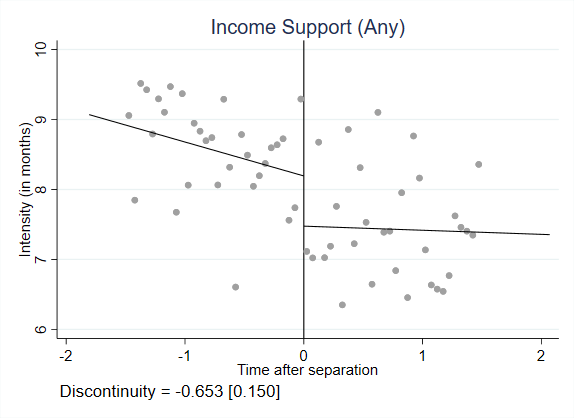 Income Support (Any)
Intensity (in months)
10
9
8
7
6
-2 -1 0 1 2
Time after separation
Discontinuity = -0.653 [0.150]